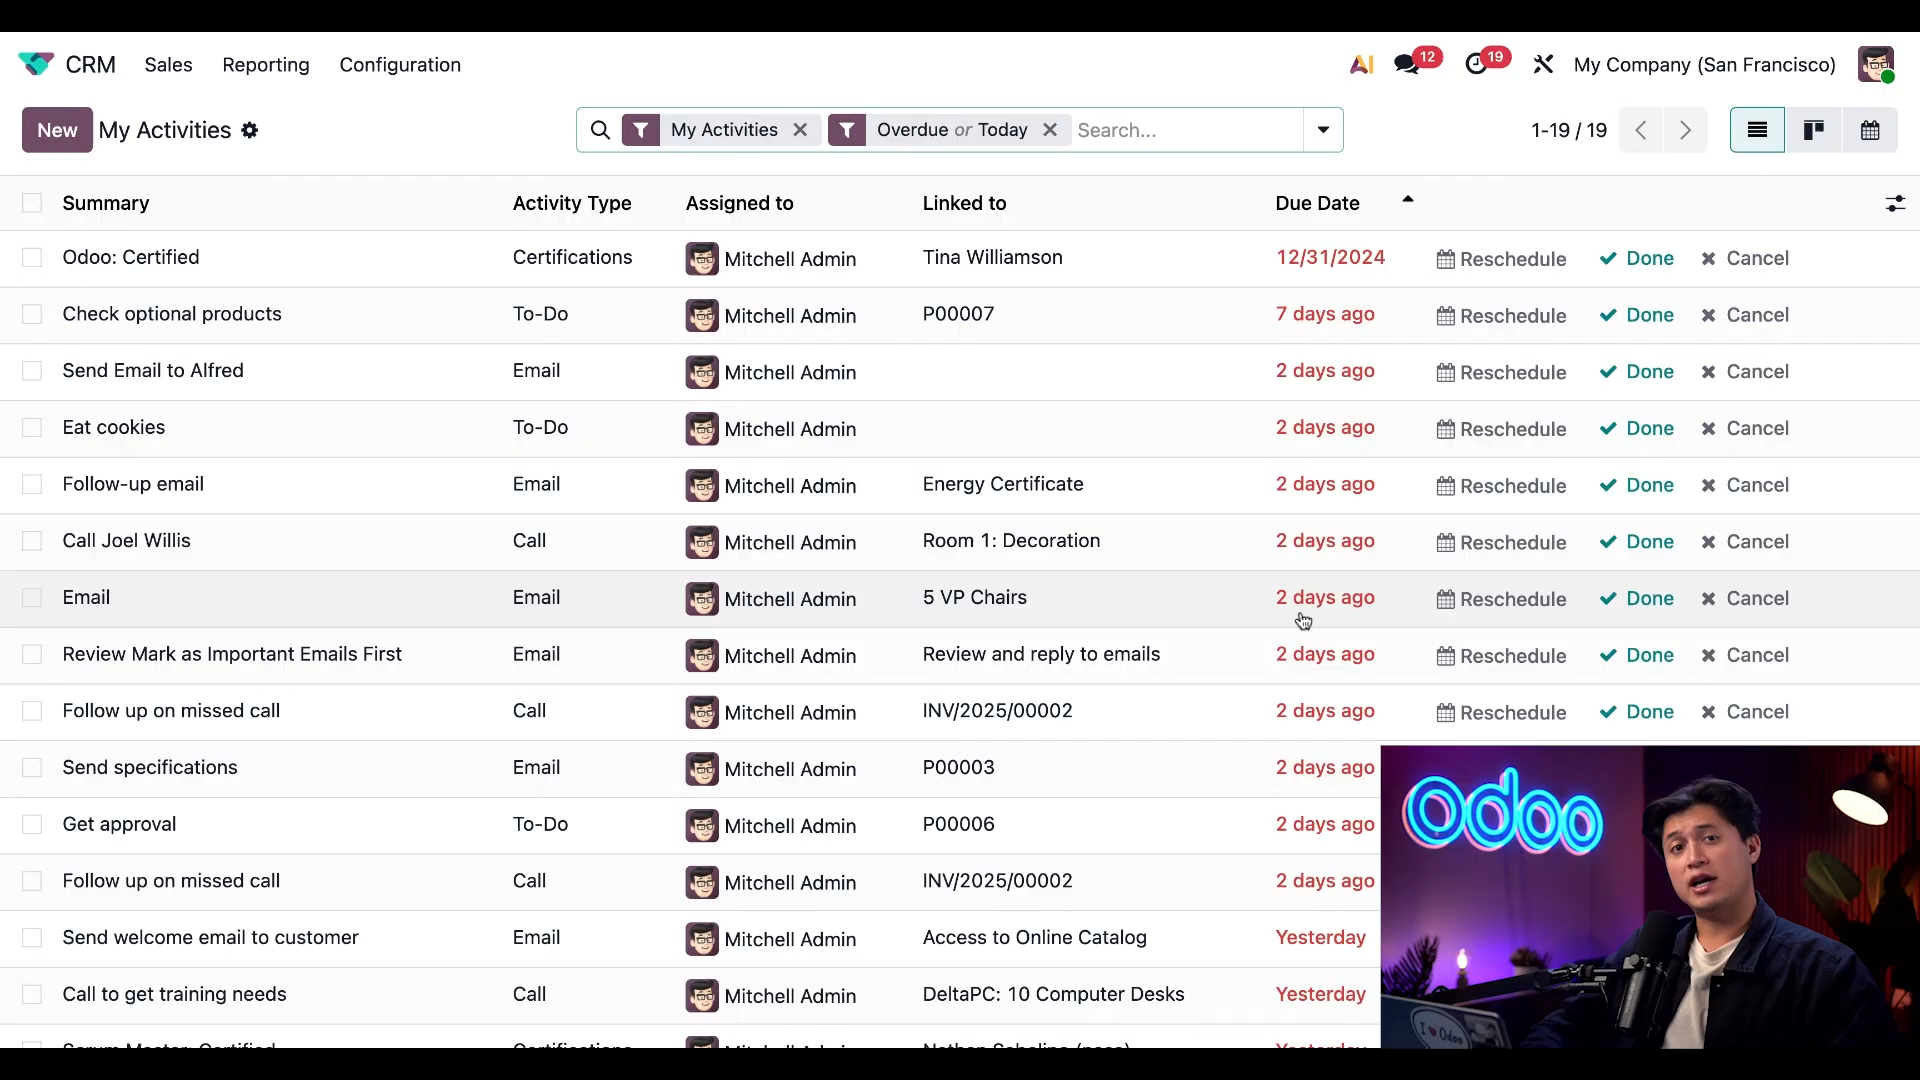 CRM Sales Reporting Configuration AI 12 19 My Company (San Francisco)
New My Activities My Activities Overdue or Today Search... 1-19 / 19
Summary Activity Type Assigned to Linked to Due Date
Odoo: Certified Certifications Mitchell Admin Tina Williamson 12/31/2024 Reschedule Done Cancel
Check optional products To-Do Mitchell Admin P00007 7 days ago Reschedule Done Cancel
Send Email to Alfred Email Mitchell Admin 2 days ago Reschedule Done Cancel
Eat cookies To-Do Mitchell Admin 2 days ago Reschedule Done Cancel
Follow-up email Email Mitchell Admin Energy Certificate 2 days ago Reschedule Done Cancel
Call Joel Willis Call Mitchell Admin Room 1: Decoration 2 days ago Reschedule Done Cancel
Email Email Mitchell Admin 5 VP Chairs 2 days ago Reschedule Done Cancel
Review Mark as Important Emails First Email Mitchell Admin Review and reply to emails 2 days ago Reschedule Done Cancel
Follow up on missed call Call Mitchell Admin INV/2025/00002 2 days ago Reschedule Done Cancel
Send specifications Email Mitchell Admin P00003 2 days ago
Get approval To-Do Mitchell Admin P00006 2 days ago
odoo
Follow up on missed call Call Mitchell Admin INV/2025/00002 2 days ago
Send welcome email to customer Email Mitchell Admin Access to Online Catalog Yesterday
Call to get training needs Call Mitchell Admin DeltaPC: 10 Computer Desks Yesterday
I ♥ Odoo